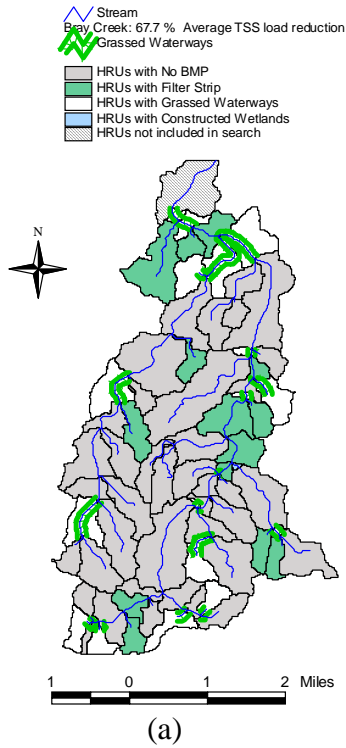 Stream
Bray Creek: 67.7 % Average TSS load reduction
Grassed Waterways
HRUs with No BMP
HRUs with Filter Strip
HRUs with Grassed Waterways
HRUs with Constructed Wetlands
HRUs not included in search
N
1 0 1 2 Miles
(a)